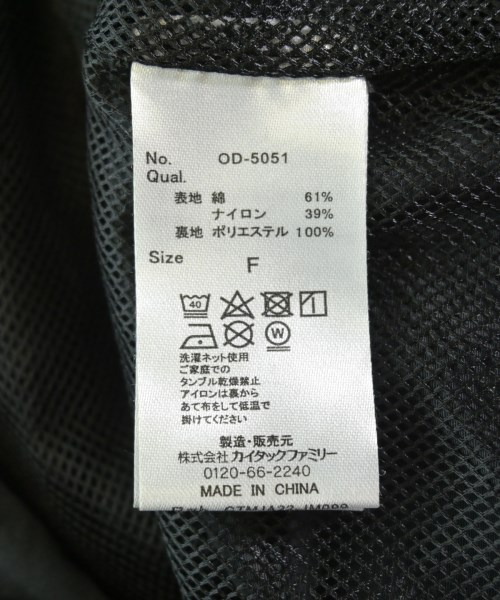 No. OD-5051
Qual.
表地 綿 61%
ナイロン 39%
裏地 ポリエステル 100%
Size F
40
W
洗濯ネット使用
ご家庭での
タンブル乾燥禁止
アイロンは裏から
あて布をして低温で
掛けてください
製造・販売元
株式会社 カイタックファミリー
0120-66-2240
MADE IN CHINA